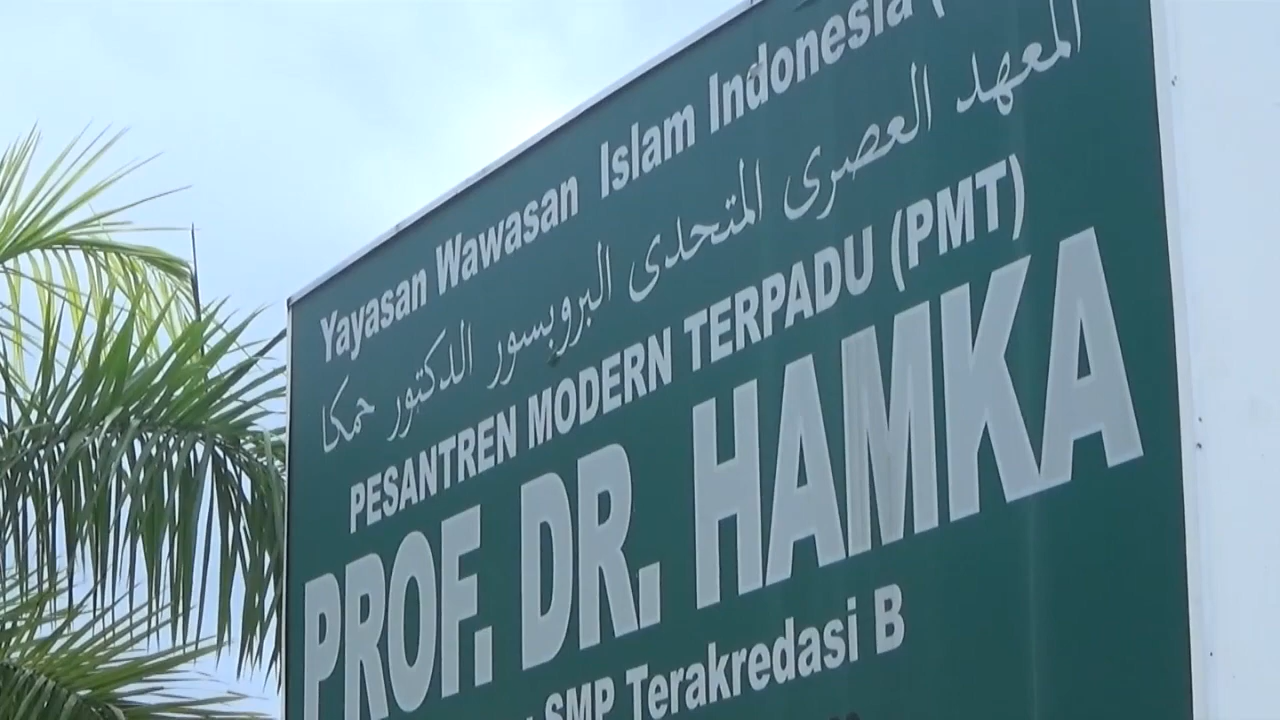 Yayasan Wawasan Islam Indonesia (
المعهد العصرى المتحدى البروبسور الدكتور حمكا
PESANTREN MODERN TERPADU (PMT)
PROF. DR. HAMKA
SMP Terakredasi B